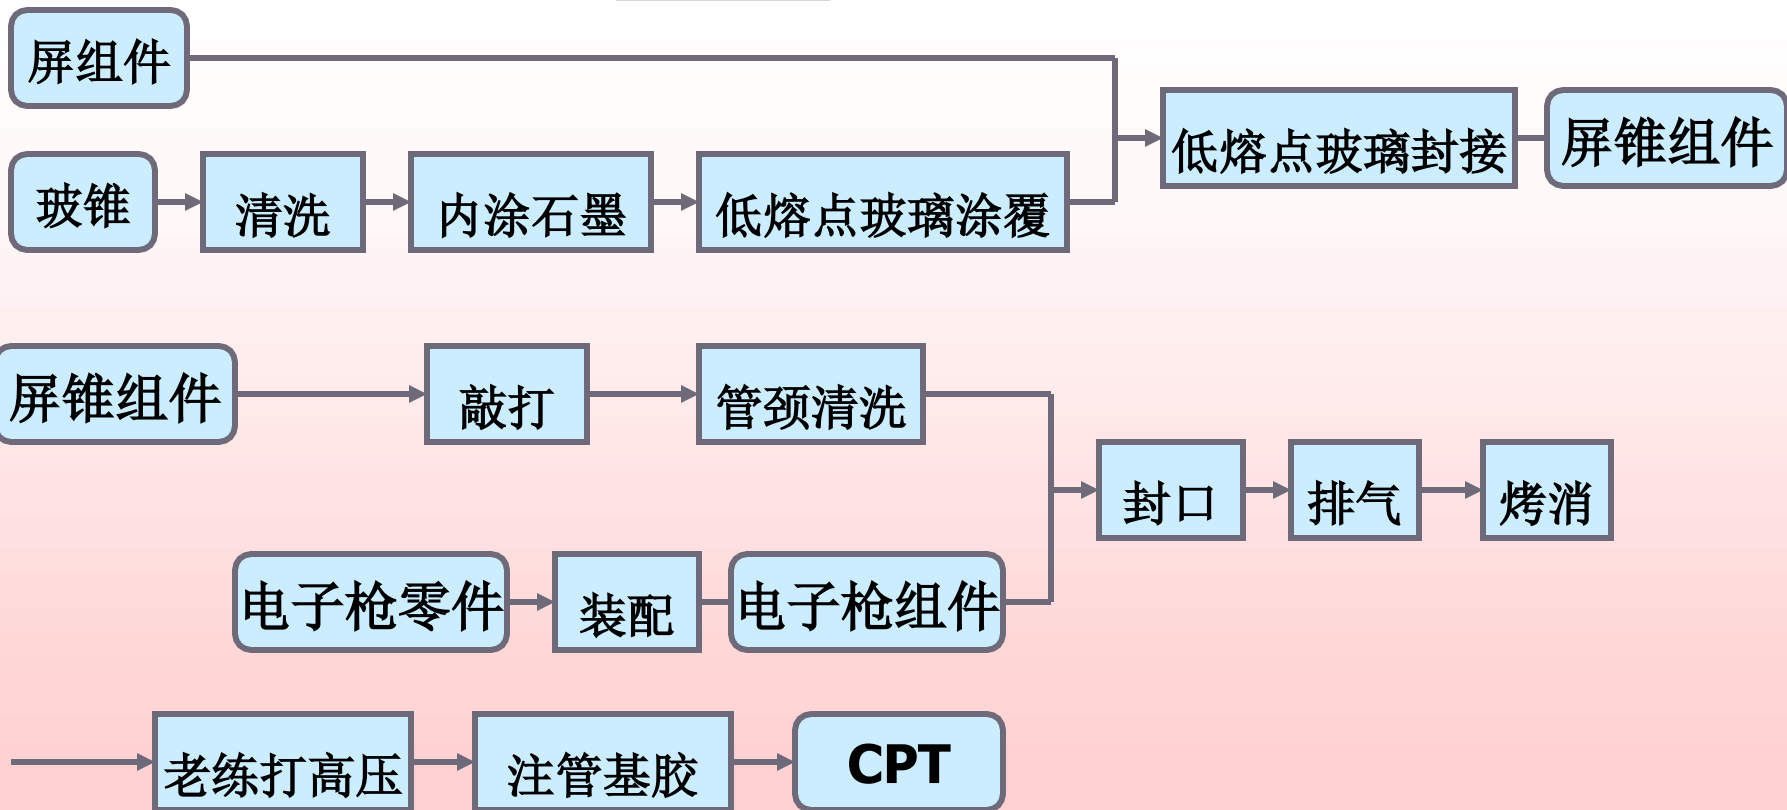 屏组件
玻锥
清洗
内涂石墨
低熔点玻璃涂覆
低熔点玻璃封接
屏锥组件
屏锥组件
敲打
管颈清洗
电子枪零件
装配
电子枪组件
封口
排气
烤消
老练打高压
注管基胶
CPT